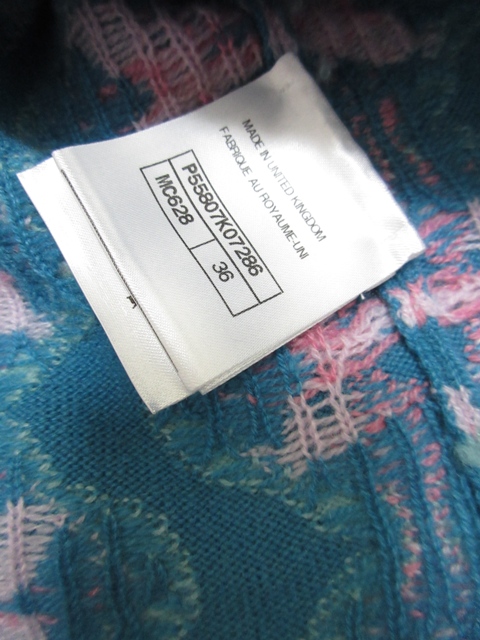 MADE IN UNITED KINGDOM
FABRIQUE AU ROYAUME-UNI
P55807K07286
MC628 36